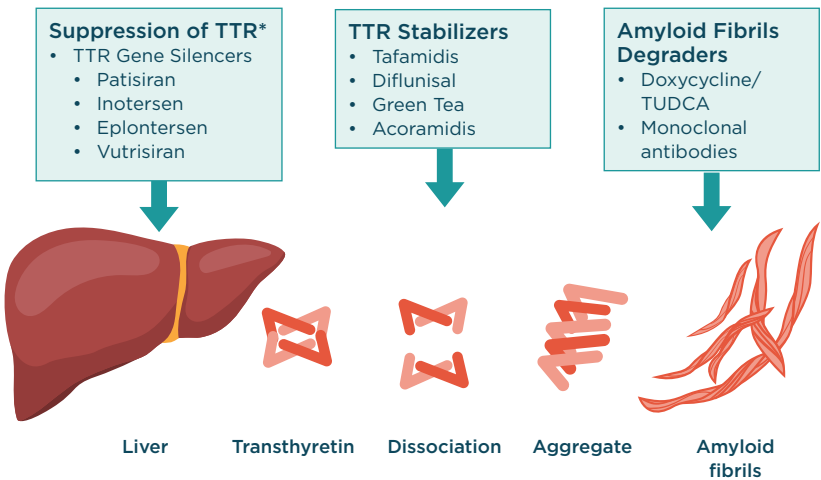 Suppression of TTR*
• TTR Gene Silencers
• Patisiran
• Inotersen
• Eplontersen
• Vutrisiran
TTR Stabilizers
• Tafamidis
• Diflunisal
• Green Tea
• Acoramidis
Amyloid Fibrils
Degraders
• Doxycycline/
TUDCA
• Monoclonal
antibodies
Liver
Transthyretin
Dissociation
Aggregate
Amyloid
fibrils